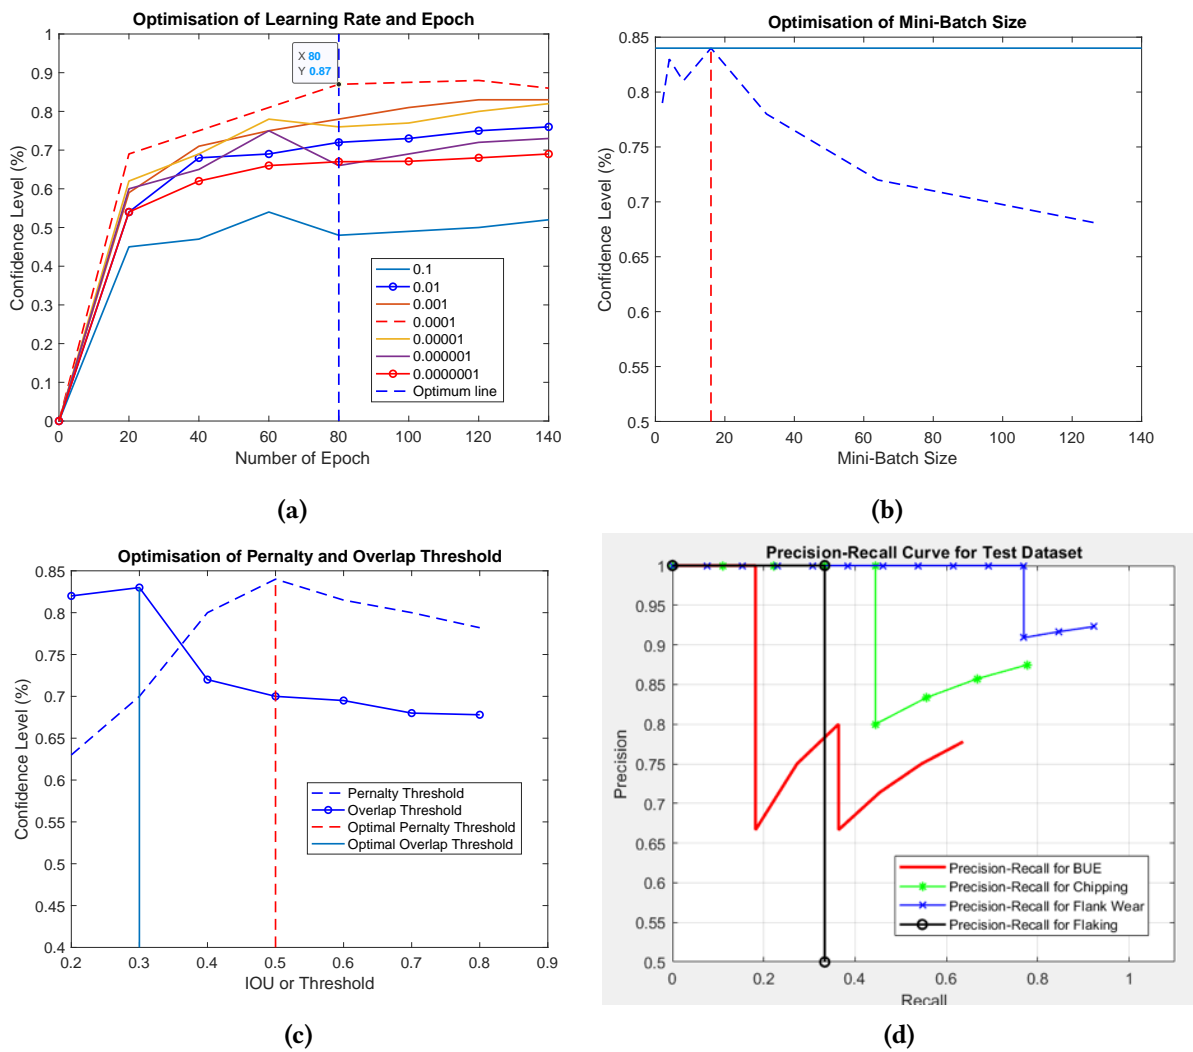 Optimisation of Learning Rate and Epoch
1
0.9
0.8
0.7
0.6
0.5
0.4
0.3
0.2
0.1
0
Confidence Level (%)
X 80
Y 0.87
0.1
0.01
0.001
0.0001
0.00001
0.000001
0.0000001
Optimum line
0 20 40 60 80 100 120 140
Number of Epoch
(a)
Optimisation of Mini-Batch Size
0.85
0.8
0.75
0.7
0.65
0.6
0.55
0.5
Confidence Level (%)
0 20 40 60 80 100 120 140
Mini-Batch Size
(b)
Optimisation of Pernalty and Overlap Threshold
0.85
0.8
0.75
0.7
0.65
0.6
0.55
0.5
0.45
0.4
Confidence Level (%)
Pernalty Threshold
Overlap Threshold
Optimal Pernalty Threshold
Optimal Overlap Threshold
0.2 0.3 0.4 0.5 0.6 0.7 0.8 0.9
IOU or Threshold
(c)
Precision-Recall Curve for Test Dataset
1
0.95
0.9
0.85
0.8
0.75
0.7
0.65
0.6
0.55
0.5
Precision
Precision-Recall for BUE
Precision-Recall for Chipping
Precision-Recall for Flank Wear
Precision-Recall for Flaking
0 0.2 0.4 0.6 0.8 1
Recall
(d)